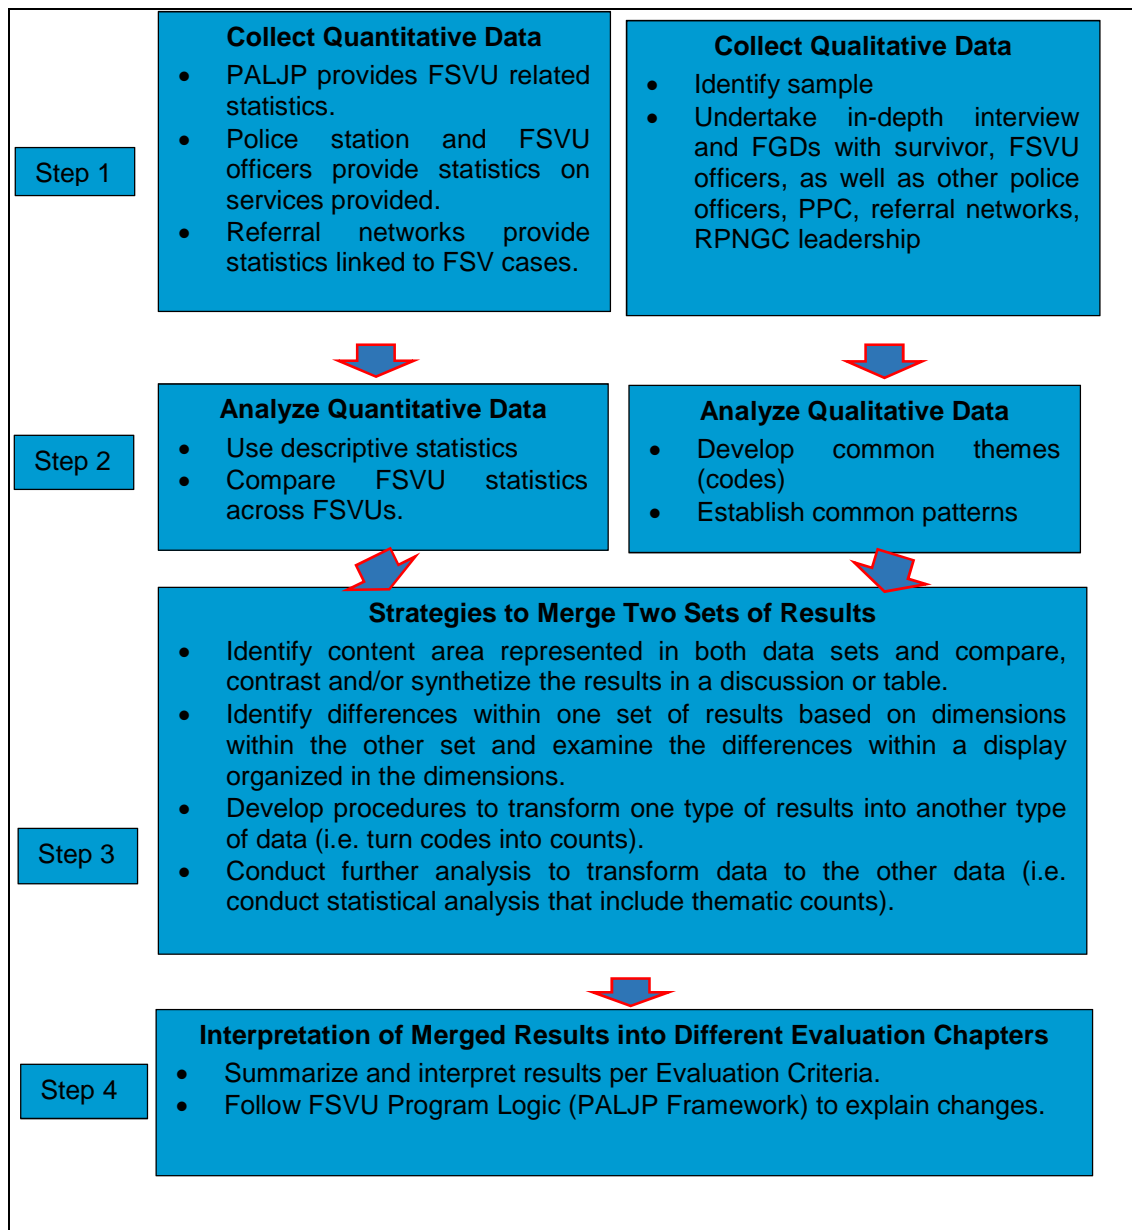 Step 1
Collect Quantitative Data
• PALJP provides FSVU related
statistics.
• Police station and FSVU
officers provide statistics on
services provided.
• Referral networks provide
statistics linked to FSV cases.
Collect Qualitative Data
• Identify sample
• Undertake in-depth interview
and FGDs with survivor, FSVU
officers, as well as other police
officers, PPC, referral networks,
RPNGC leadership
Step 2
Analyze Quantitative Data
• Use descriptive statistics
• Compare FSVU statistics
across FSVUs.
Analyze Qualitative Data
• Develop common themes
(codes)
• Establish common patterns
Step 3
Strategies to Merge Two Sets of Results
• Identify content area represented in both data sets and compare,
contrast and/or synthetize the results in a discussion or table.
• Identify differences within one set of results based on dimensions
within the other set and examine the differences within a display
organized in the dimensions.
• Develop procedures to transform one type of results into another type
of data (i.e. turn codes into counts).
• Conduct further analysis to transform data to the other data (i.e.
conduct statistical analysis that include thematic counts).
Step 4
Interpretation of Merged Results into Different Evaluation Chapters
• Summarize and interpret results per Evaluation Criteria.
• Follow FSVU Program Logic (PALJP Framework) to explain changes.